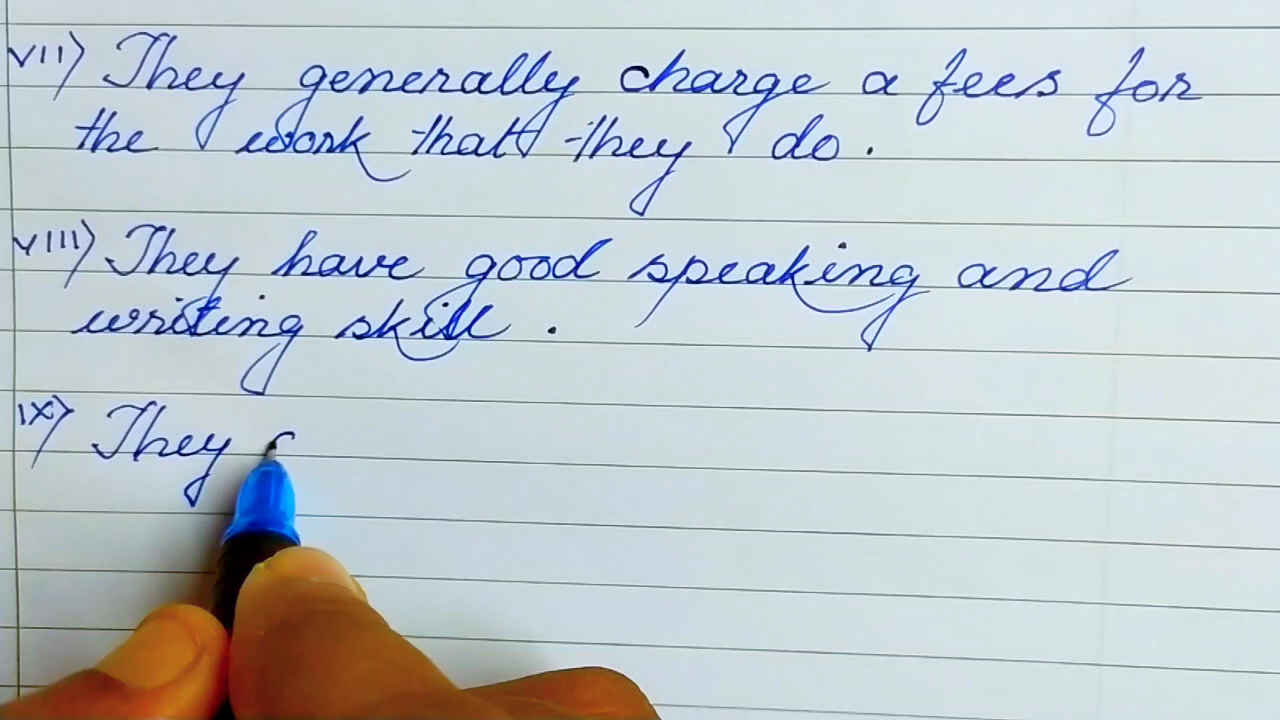 vii) They generally charge a fees for
the work that they do.
viii) They have good speaking and
writing skill.
ix) They